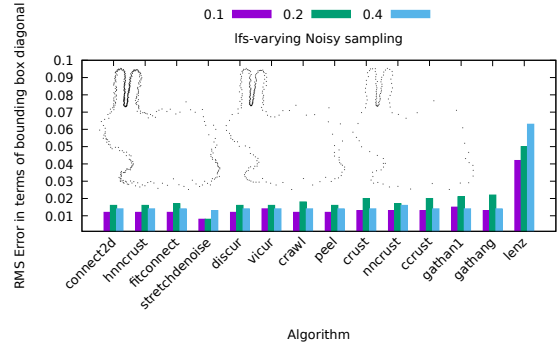 0.1 0.2 0.4
lfs-varying Noisy sampling
RMS Error in terms of bounding box diagonal
0.1
0.09
0.08
0.07
0.06
0.05
0.04
0.03
0.02
0.01
connect2d
hnncrust
fitconnect
stretchdenoise
discur
vicur
crawl
peel
crust
nncrust
ccrust
gathan1
gathang
lenz
Algorithm